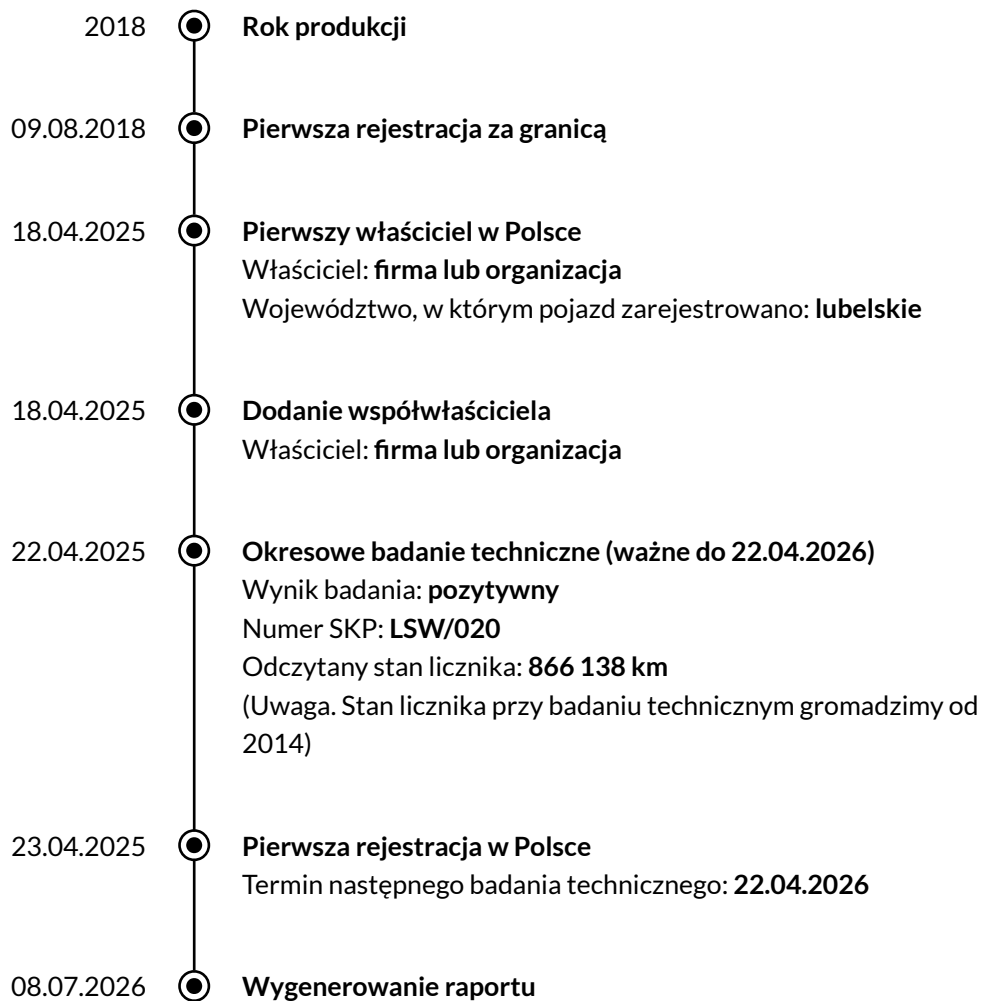 2018 Rok produkcji
09.08.2018 Pierwsza rejestracja za granicą
18.04.2025 Pierwszy właściciel w Polsce
Właściciel: firma lub organizacja
Województwo, w którym pojazd zarejestrowano: lubelskie
18.04.2025 Dodanie współwłaściciela
Właściciel: firma lub organizacja
22.04.2025 Okresowe badanie techniczne (ważne do 22.04.2026)
Wynik badania: pozytywny
Numer SKP: LSW/020
Odczytany stan licznika: 866 138 km
(Uwaga. Stan licznika przy badaniu technicznym gromadzimy od
2014)
23.04.2025 Pierwsza rejestracja w Polsce
Termin następnego badania technicznego: 22.04.2026
08.07.2026 Wygenerowanie raportu